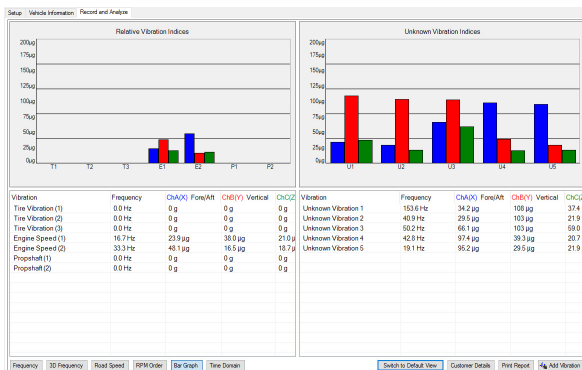 Setup Vehicle Information Record and Analyze
Relative Vibration Indices
200µg
175µg
150µg
125µg
100µg
75µg
50µg
25µg
0µg
T1 T2 T3 E1 E2 P1 P2
Unknown Vibration Indices
200µg
175µg
150µg
125µg
100µg
75µg
50µg
25µg
0µg
U1 U2 U3 U4 U5
Vibration Frequency ChA(X) Fore/Aft ChB(Y) Vertical ChC(Z
Tire Vibration (1) 0.0 Hz 0 g 0 g 0 g
Tire Vibration (2) 0.0 Hz 0 g 0 g 0 g
Tire Vibration (3) 0.0 Hz 0 g 0 g 0 g
Engine Speed (1) 16.7 Hz 23.9 µg 38.0 µg 21.0 µ
Engine Speed (2) 33.3 Hz 48.1 µg 16.5 µg 18.7 µ
Propshaft (1) 0.0 Hz 0 g 0 g 0 g
Propshaft (2) 0.0 Hz 0 g 0 g 0 g
Vibration Frequency ChA(X) Fore/Aft ChB(Y) Vertical ChC(Z
Unknown Vibration 1 153.6 Hz 34.2 µg 108 µg 37.4
Unknown Vibration 2 40.9 Hz 29.5 µg 103 µg 21.9
Unknown Vibration 3 50.2 Hz 66.1 µg 103 µg 59.0
Unknown Vibration 4 42.8 Hz 97.4 µg 39.3 µg 20.7
Unknown Vibration 5 19.1 Hz 95.2 µg 29.5 µg 21.9
Frequency 3D Frequency Road Speed RPM Order Bar Graph Time Domain
Switch to Default View Customer Details Print Report Add Vibration